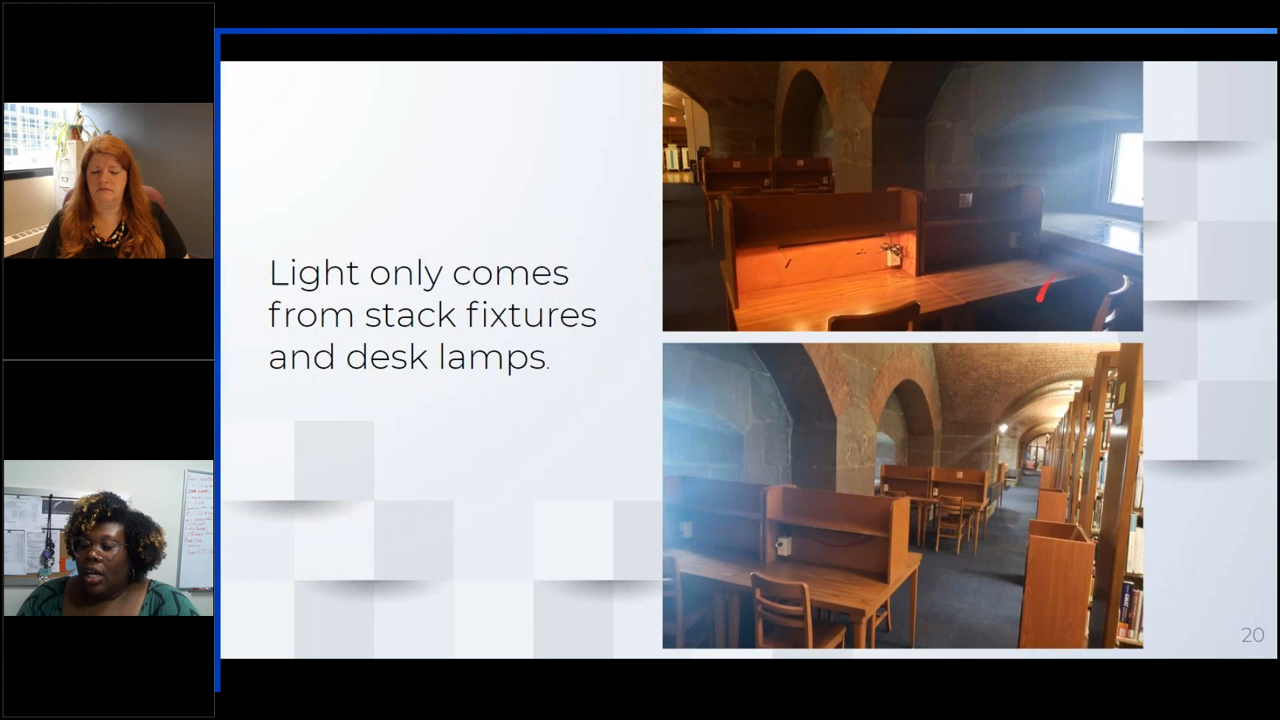 Light only comes
from stack fixtures
and desk lamps.
20